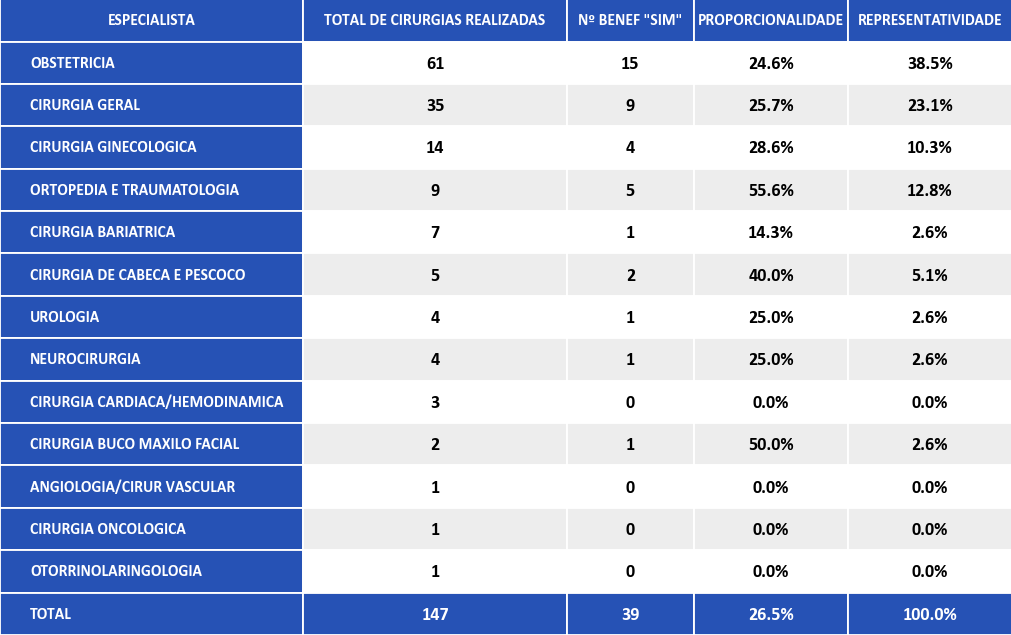 ESPECIALISTA TOTAL DE CIRURGIAS REALIZADAS Nº BENEF "SIM" PROPORCIONALIDADE REPRESENTATIVIDADE
OBSTETRICIA 61 15 24.6% 38.5%
CIRURGIA GERAL 35 9 25.7% 23.1%
CIRURGIA GINECOLOGICA 14 4 28.6% 10.3%
ORTOPEDIA E TRAUMATOLOGIA 9 5 55.6% 12.8%
CIRURGIA BARIATRICA 7 1 14.3% 2.6%
CIRURGIA DE CABECA E PESCOCO 5 2 40.0% 5.1%
UROLOGIA 4 1 25.0% 2.6%
NEUROCIRURGIA 4 1 25.0% 2.6%
CIRURGIA CARDIACA/HEMODINAMICA 3 0 0.0% 0.0%
CIRURGIA BUCO MAXILO FACIAL 2 1 50.0% 2.6%
ANGIOLOGIA/CIRUR VASCULAR 1 0 0.0% 0.0%
CIRURGIA ONCOLOGICA 1 0 0.0% 0.0%
OTORRINOLARINGOLOGIA 1 0 0.0% 0.0%
TOTAL 147 39 26.5% 100.0%